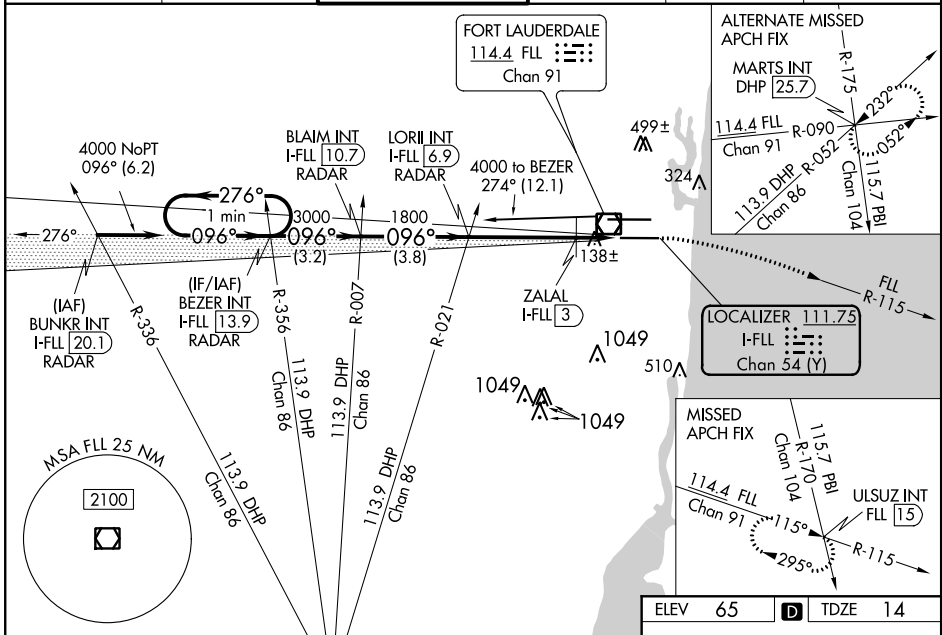 FORT LAUDERDALE
114.4 FLL
Chan 91
ALTERNATE MISSED
APCH FIX
MARTS INT
DHP 25.7
R-175
232°
052°
114.4 FLL
Chan 91
R-090
R-052
113.9 DHP
Chan 86
115.7 PBI
Chan 104
4000 NoPT
096° (6.2)
BLAIM INT
I-FLL 10.7
RADAR
LORII INT
I-FLL 6.9
RADAR
4000 to BEZER
274° (12.1)
499±
324
276°
1 min
3000
1800
276°
096°
096°
096°
(3.2)
(3.8)
138±
(IAF)
BUNKR INT
I-FLL 20.1
RADAR
(IF/IAF)
BEZER INT
I-FLL 13.9
RADAR
R-336
R-356
R-007
R-021
ZALAL
I-FLL 3
FLL
R-115
LOCALIZER 111.75
I-FLL
Chan 54 (Y)
1049
510
1049
1049
113.9 DHP
Chan 86
113.9 DHP
Chan 86
113.9 DHP
Chan 86
113.9 DHP
Chan 86
MSA FLL 25 NM
2100
MISSED
APCH FIX
115.7 PBI
R-170
Chan 104
114.4 FLL
Chan 91
115°
295°
ULSUZ INT
FLL 15
R-115
ELEV 65
D
TDZE 14